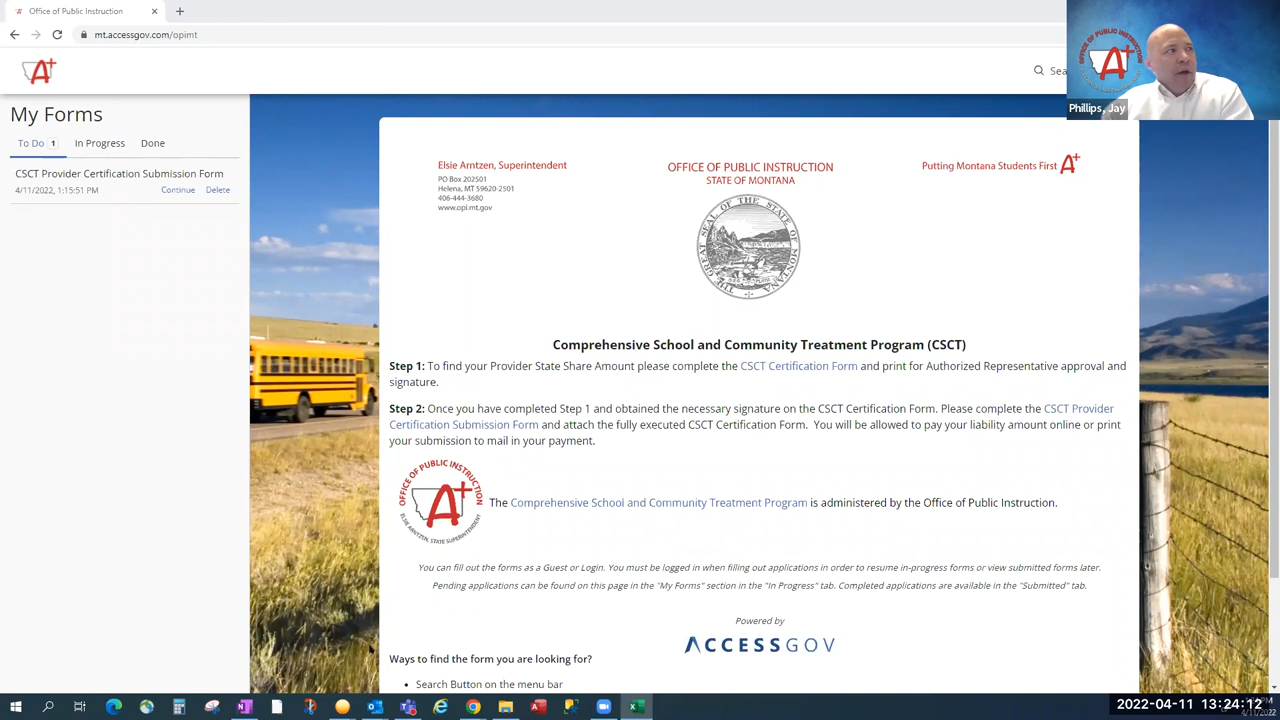 Office of Public Instruction
mt.accessgov.com/opimt
Phillips, Jay
My Forms
To Do 1 In Progress Done
CSCT Provider Certification Submission Form
4/11/2022, 1:15:51 PM Continue Delete
Elsie Arntzen, Superintendent
PO Box 202501
Helena, MT 59620-2501
406-444-3680
www.opi.mt.gov
OFFICE OF PUBLIC INSTRUCTION
STATE OF MONTANA
Putting Montana Students First A+
THE GREAT SEAL OF THE STATE OF MONTANA
Comprehensive School and Community Treatment Program (CSCT)
Step 1: To find your Provider State Share Amount please complete the CSCT Certification Form and print for Authorized Representative approval and
signature.
Step 2: Once you have completed Step 1 and obtained the necessary signature on the CSCT Certification Form. Please complete the CSCT Provider
Certification Submission Form and attach the fully executed CSCT Certification Form. You will be allowed to pay your liability amount online or print
your submission to mail in your payment.
OFFICE OF PUBLIC INSTRUCTION
A+
ELSIE ARNTZEN, STATE SUPERINTENDENT
The Comprehensive School and Community Treatment Program is administered by the Office of Public Instruction.
You can fill out the forms as a Guest or Login. You must be logged in when filling out applications in order to resume in-progress forms or view submitted forms later.
Pending applications can be found on this page in the "My Forms" section in the "In Progress" tab. Completed applications are available in the "Submitted" tab.
Powered by
ACCESSGOV
Ways to find the form you are looking for?
• Search Button on the menu bar
2022-04-11 13:24:12